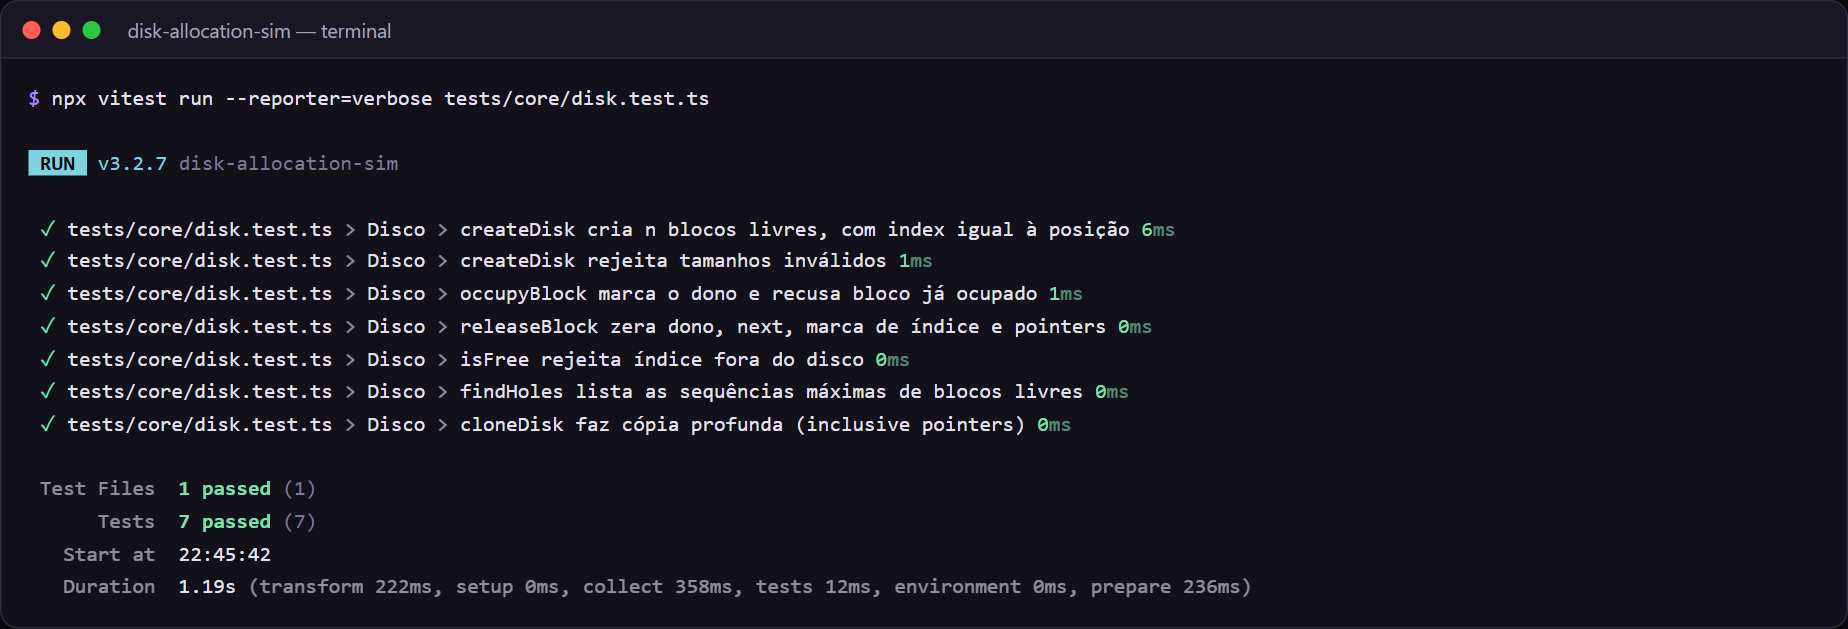 disk-allocation-sim — terminal
$ npx vitest run --reporter=verbose tests/core/disk.test.ts
RUN v3.2.7 disk-allocation-sim
✓ tests/core/disk.test.ts > Disco > createDisk cria n blocos livres, com index igual à posição 6ms
✓ tests/core/disk.test.ts > Disco > createDisk rejeita tamanhos inválidos 1ms
✓ tests/core/disk.test.ts > Disco > occupyBlock marca o dono e recusa bloco já ocupado 1ms
✓ tests/core/disk.test.ts > Disco > releaseBlock zera dono, next, marca de índice e pointers 0ms
✓ tests/core/disk.test.ts > Disco > isFree rejeita índice fora do disco 0ms
✓ tests/core/disk.test.ts > Disco > findHoles lista as sequências máximas de blocos livres 0ms
✓ tests/core/disk.test.ts > Disco > cloneDisk faz cópia profunda (inclusive pointers) 0ms
Test Files 1 passed (1)
Tests 7 passed (7)
Start at 22:45:42
Duration 1.19s (transform 222ms, setup 0ms, collect 358ms, tests 12ms, environment 0ms, prepare 236ms)